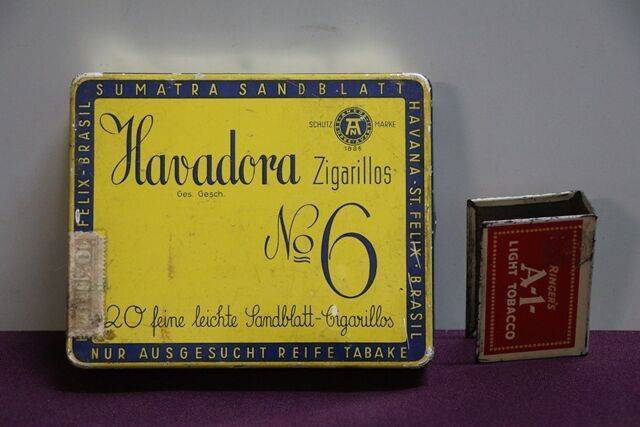 SUMATRA SANDBLATT
FELIX-BRASIL
HAVANA·ST. FELIX·BRASIL
Havadora Zigarillos
Ges. Gesch.
SCHUTZ MARKE
1886
No 6
20 feine leichte Sandblatt-Cigarillos
NUR AUSGESUCHT REIFE TABAKE
RINGER'S
A-1-
LIGHT TOBACCO